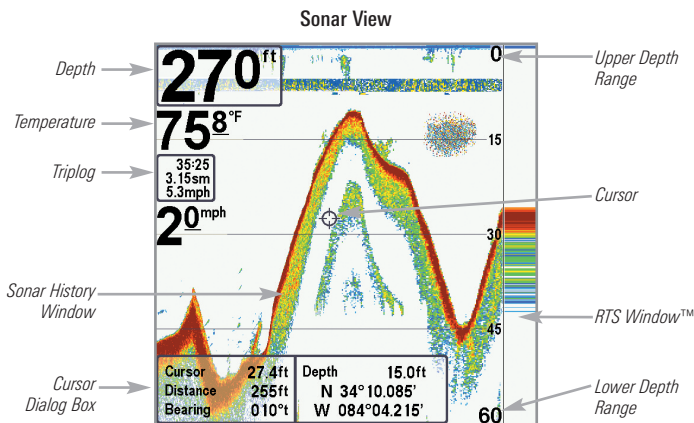 Sonar View
Depth
270 ft
Upper Depth
Range
0
Temperature
758°F
15
Triplog
35:25
3.15sm
5.3mph
Cursor
20mph
30
Sonar History
Window
RTS Window™
45
Cursor
Dialog Box
Cursor 27.4ft
Distance 255ft
Bearing 010°t
Depth 15.0ft
N 34°10.085'
W 084°04.215'
Lower Depth
Range
60